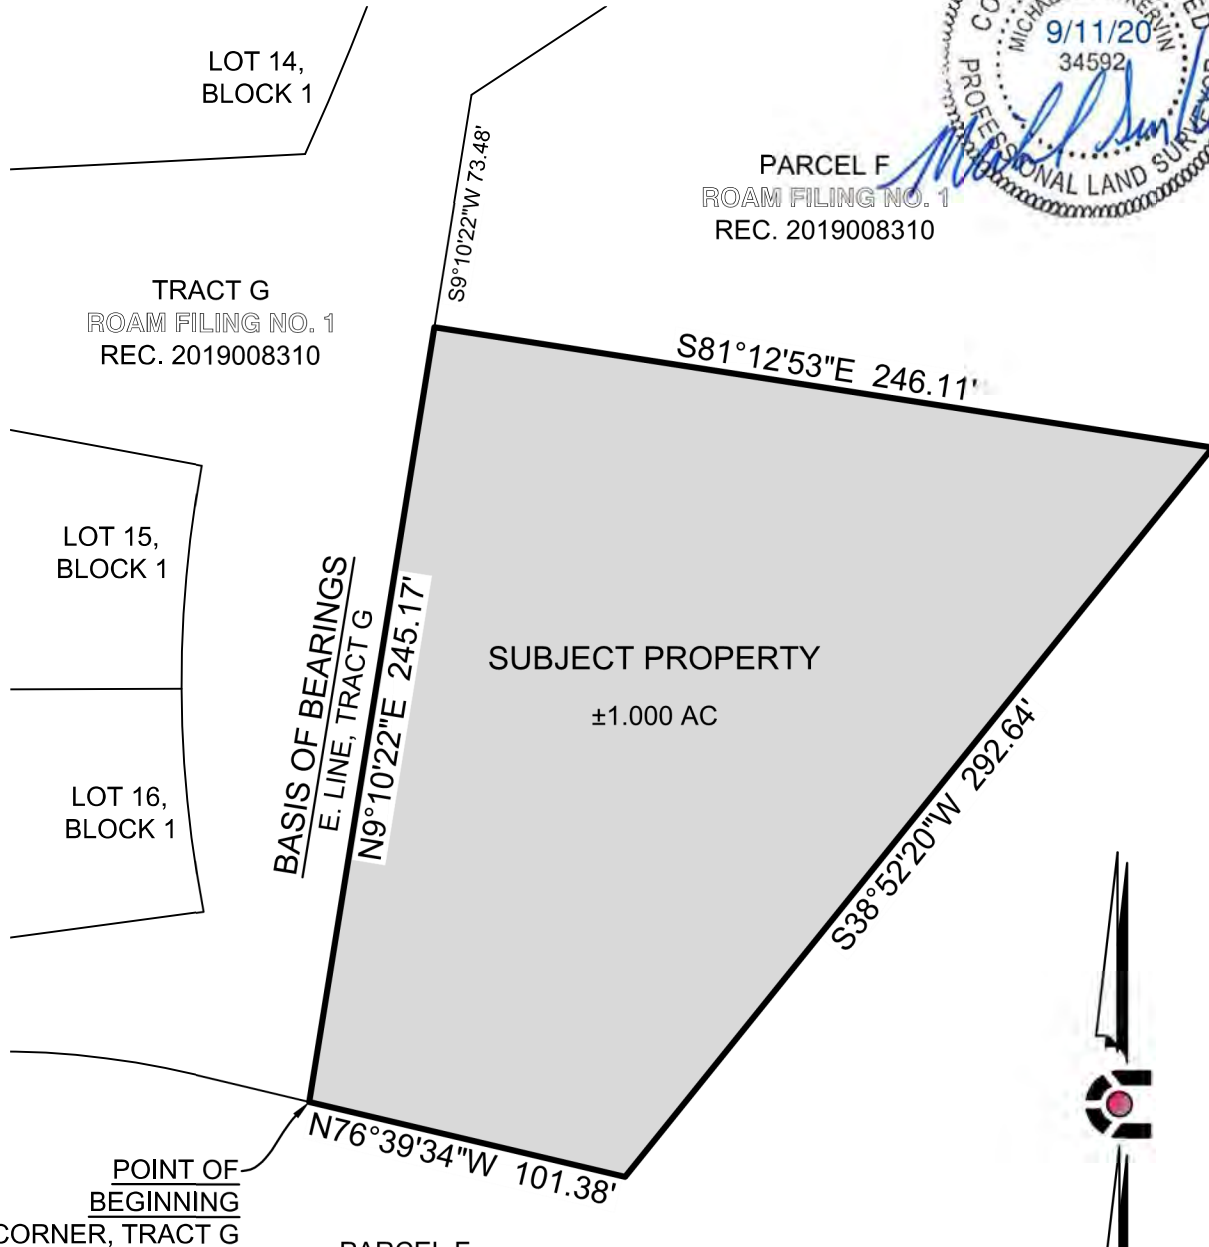 LOT 14,
BLOCK 1
9/11/20
34592
PROFESSIONAL LAND
S9°10'22"W 73.48'
PARCEL F
ROAM FILING NO. 1
REC. 2019008310
TRACT G
ROAM FILING NO. 1
REC. 2019008310
S81°12'53"E 246.11'
LOT 15,
BLOCK 1
BASIS OF BEARINGS
E. LINE, TRACT G
N9°10'22"E 245.17'
SUBJECT PROPERTY
±1.000 AC
S38°52'20"W 292.64'
LOT 16,
BLOCK 1
N76°39'34"W 101.38'
POINT OF
BEGINNING
CORNER, TRACT G
PARCEL F